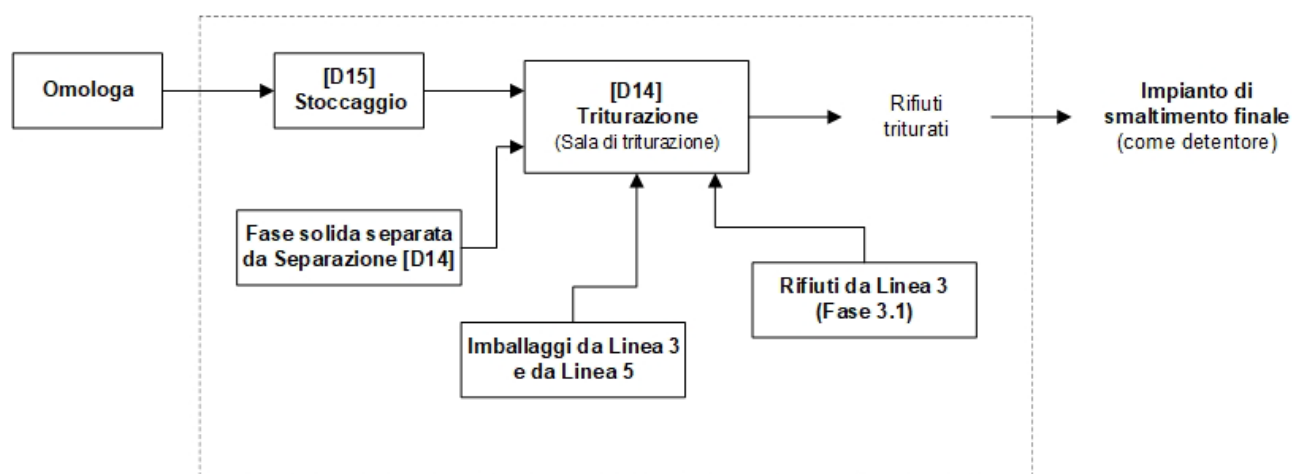 Omologa
[D15]
Stoccaggio
[D14]
Triturazione
(Sala di triturazione)
Rifiuti
triturati
Impianto di
smaltimento finale
(come detentore)
Fase solida separata
da Separazione [D14]
Rifiuti da Linea 3
(Fase 3.1)
Imballaggi da Linea 3
e da Linea 5